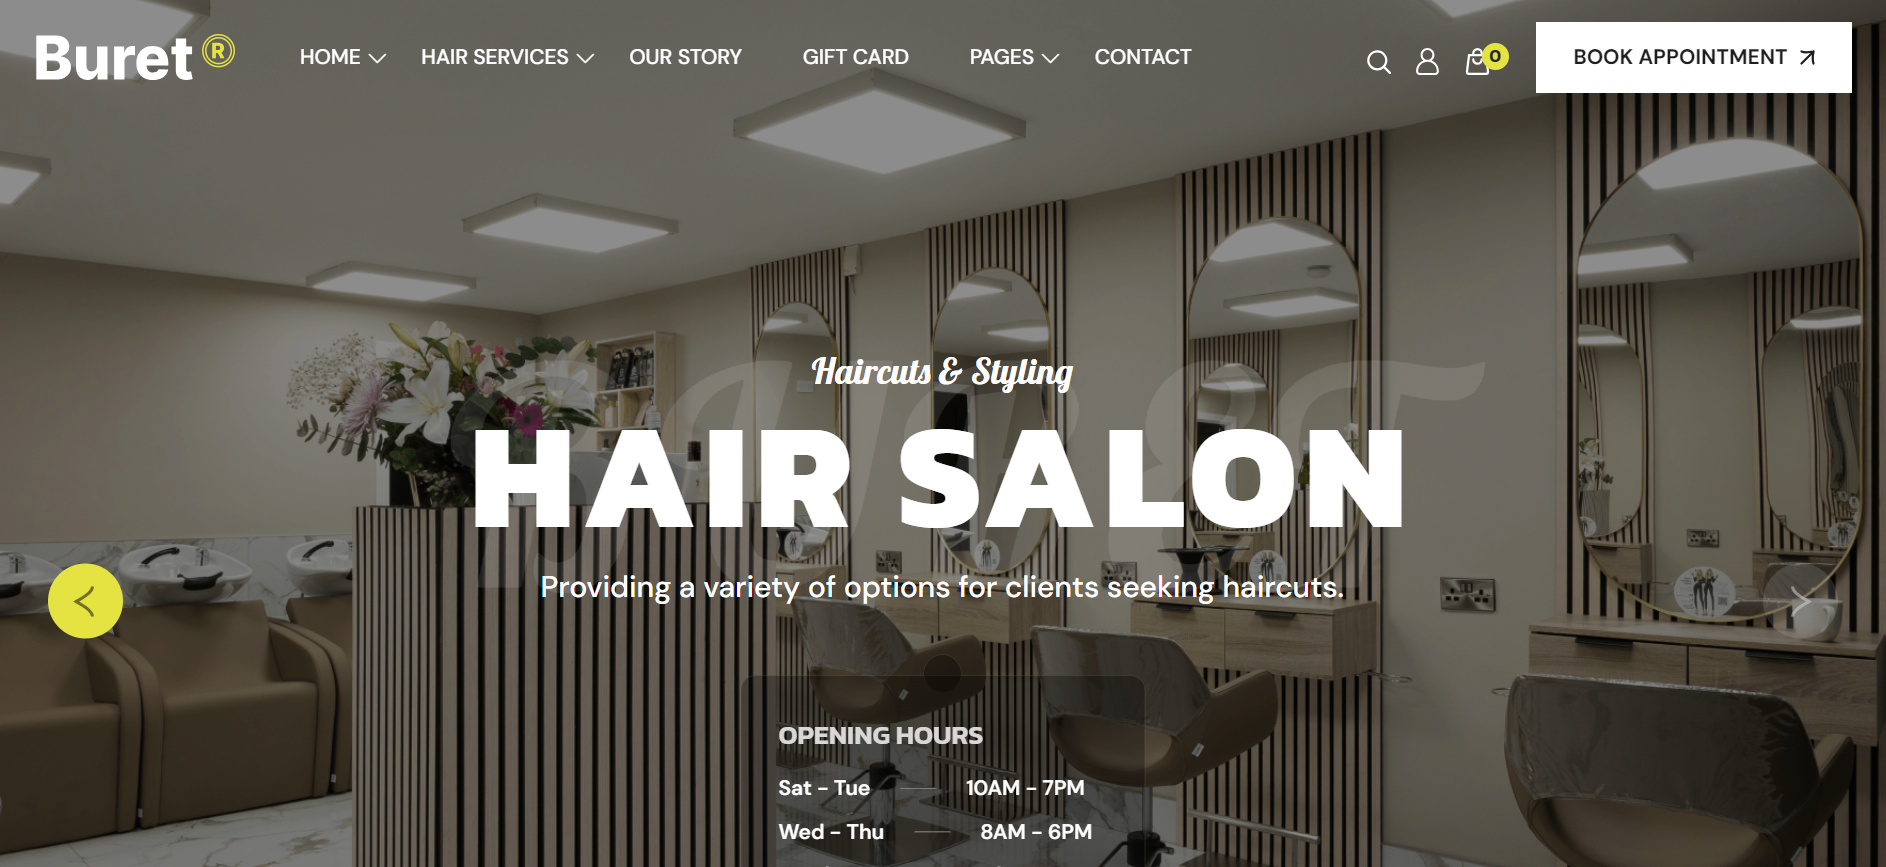 Buret ®
HOME
HAIR SERVICES
OUR STORY
GIFT CARD
PAGES
CONTACT
0
BOOK APPOINTMENT
Haircuts & Styling
BURET
HAIR SALON
Providing a variety of options for clients seeking haircuts.
OPENING HOURS
Sat - Tue 10AM - 7PM
Wed - Thu 8AM - 6PM